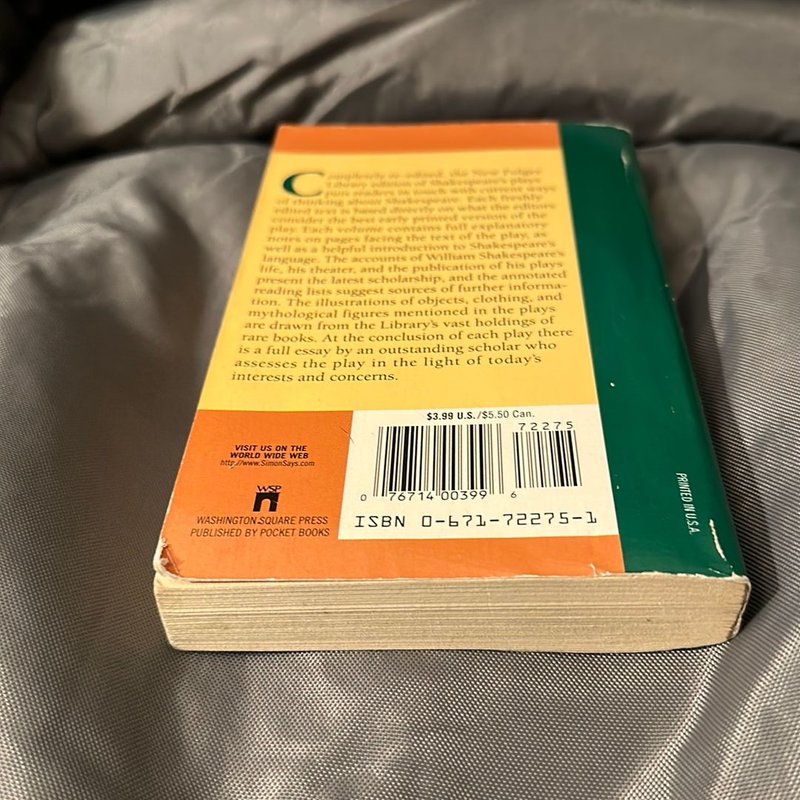 Completely re-edited, the New Folger
Library edition of Shakespeare's plays
puts readers in touch with current ways
of thinking about Shakespeare. Each freshly
edited text is based directly on what the editors
consider the best early printed version of the
play. Each volume contains full explanatory
notes on pages facing the text of the play, as
well as a helpful introduction to Shakespeare's
language. The accounts of William Shakespeare's
life, his theater, and the publication of his plays
present the latest scholarship, and the annotated
reading lists suggest sources of further informa-
tion. The illustrations of objects, clothing, and
mythological figures mentioned in the plays
are drawn from the Library's vast holdings of
rare books. At the conclusion of each play there
is a full essay by an outstanding scholar who
assesses the play in the light of today's
interests and concerns.
$3.99 U.S./$5.50 Can.
72275
0 76714 00399 6
ISBN 0-671-72275-1
VISIT US ON THE
WORLD WIDE WEB
http://www.SimonSays.com
WSP
WASHINGTON SQUARE PRESS
PUBLISHED BY POCKET BOOKS
PRINTED IN U.S.A.